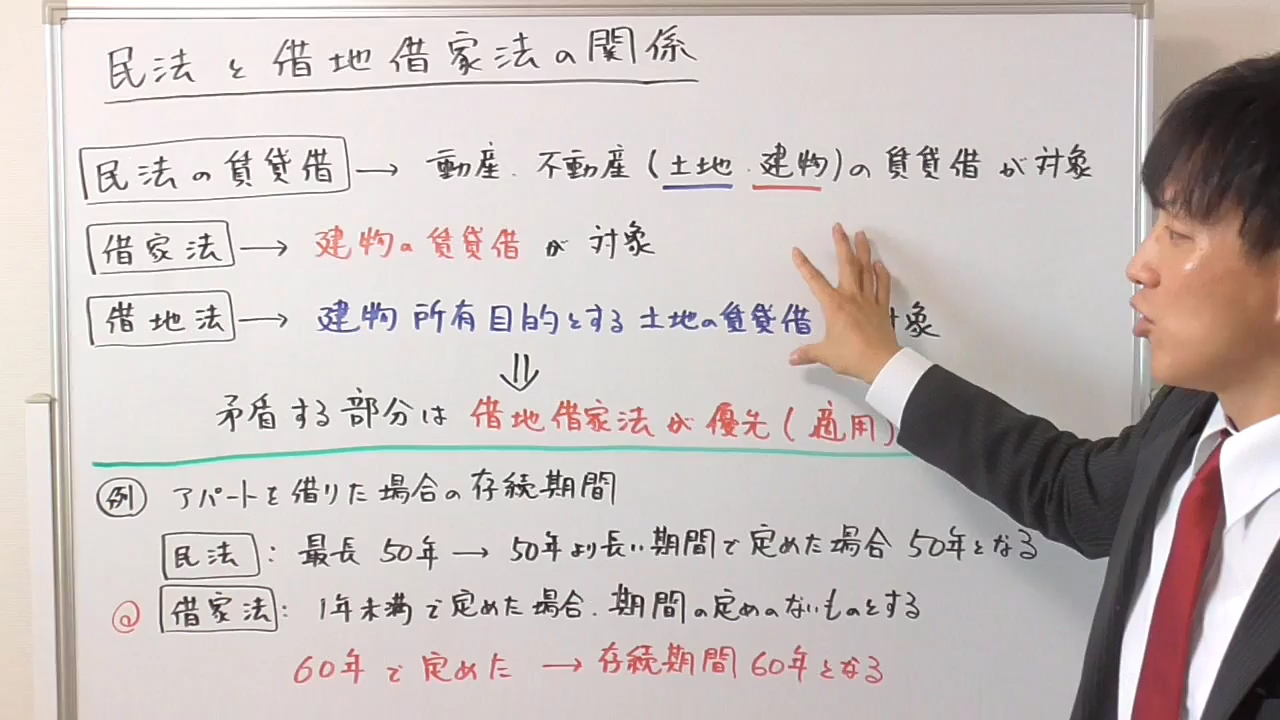 民法と借地借家法の関係
民法の賃貸借 → 動産・不動産(土地・建物)の賃貸借が対象
借家法 → 建物の賃貸借が対象
借地法 → 建物所有目的とする土地の賃貸借 対象
⇓
矛盾する部分は借地借家法が優先(適用)
例 アパートを借りた場合の存続期間
民法:最長50年→50年より長い期間で定めた場合50年となる
@ 借家法:1年未満で定めた場合、期間の定めのないものとする
60年で定めた → 存続期間60年となる